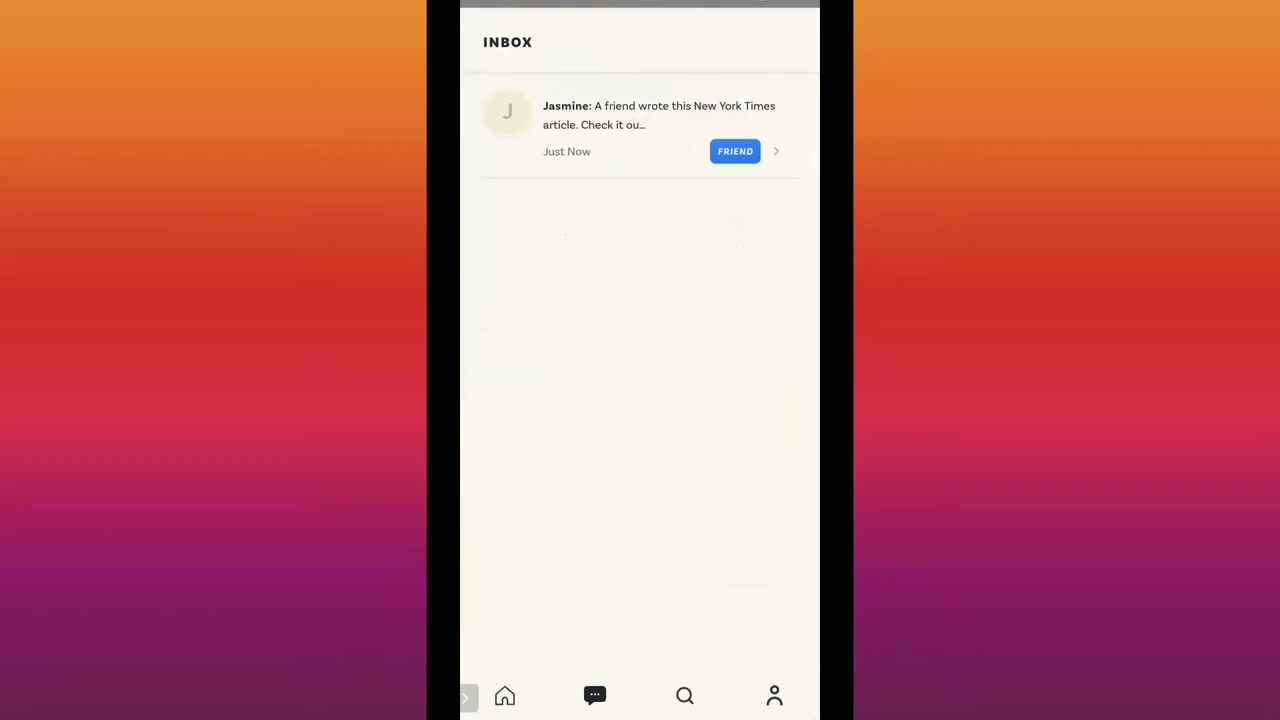 INBOX
J
Jasmine: A friend wrote this New York Times
article. Check it ou…
Just Now
FRIEND